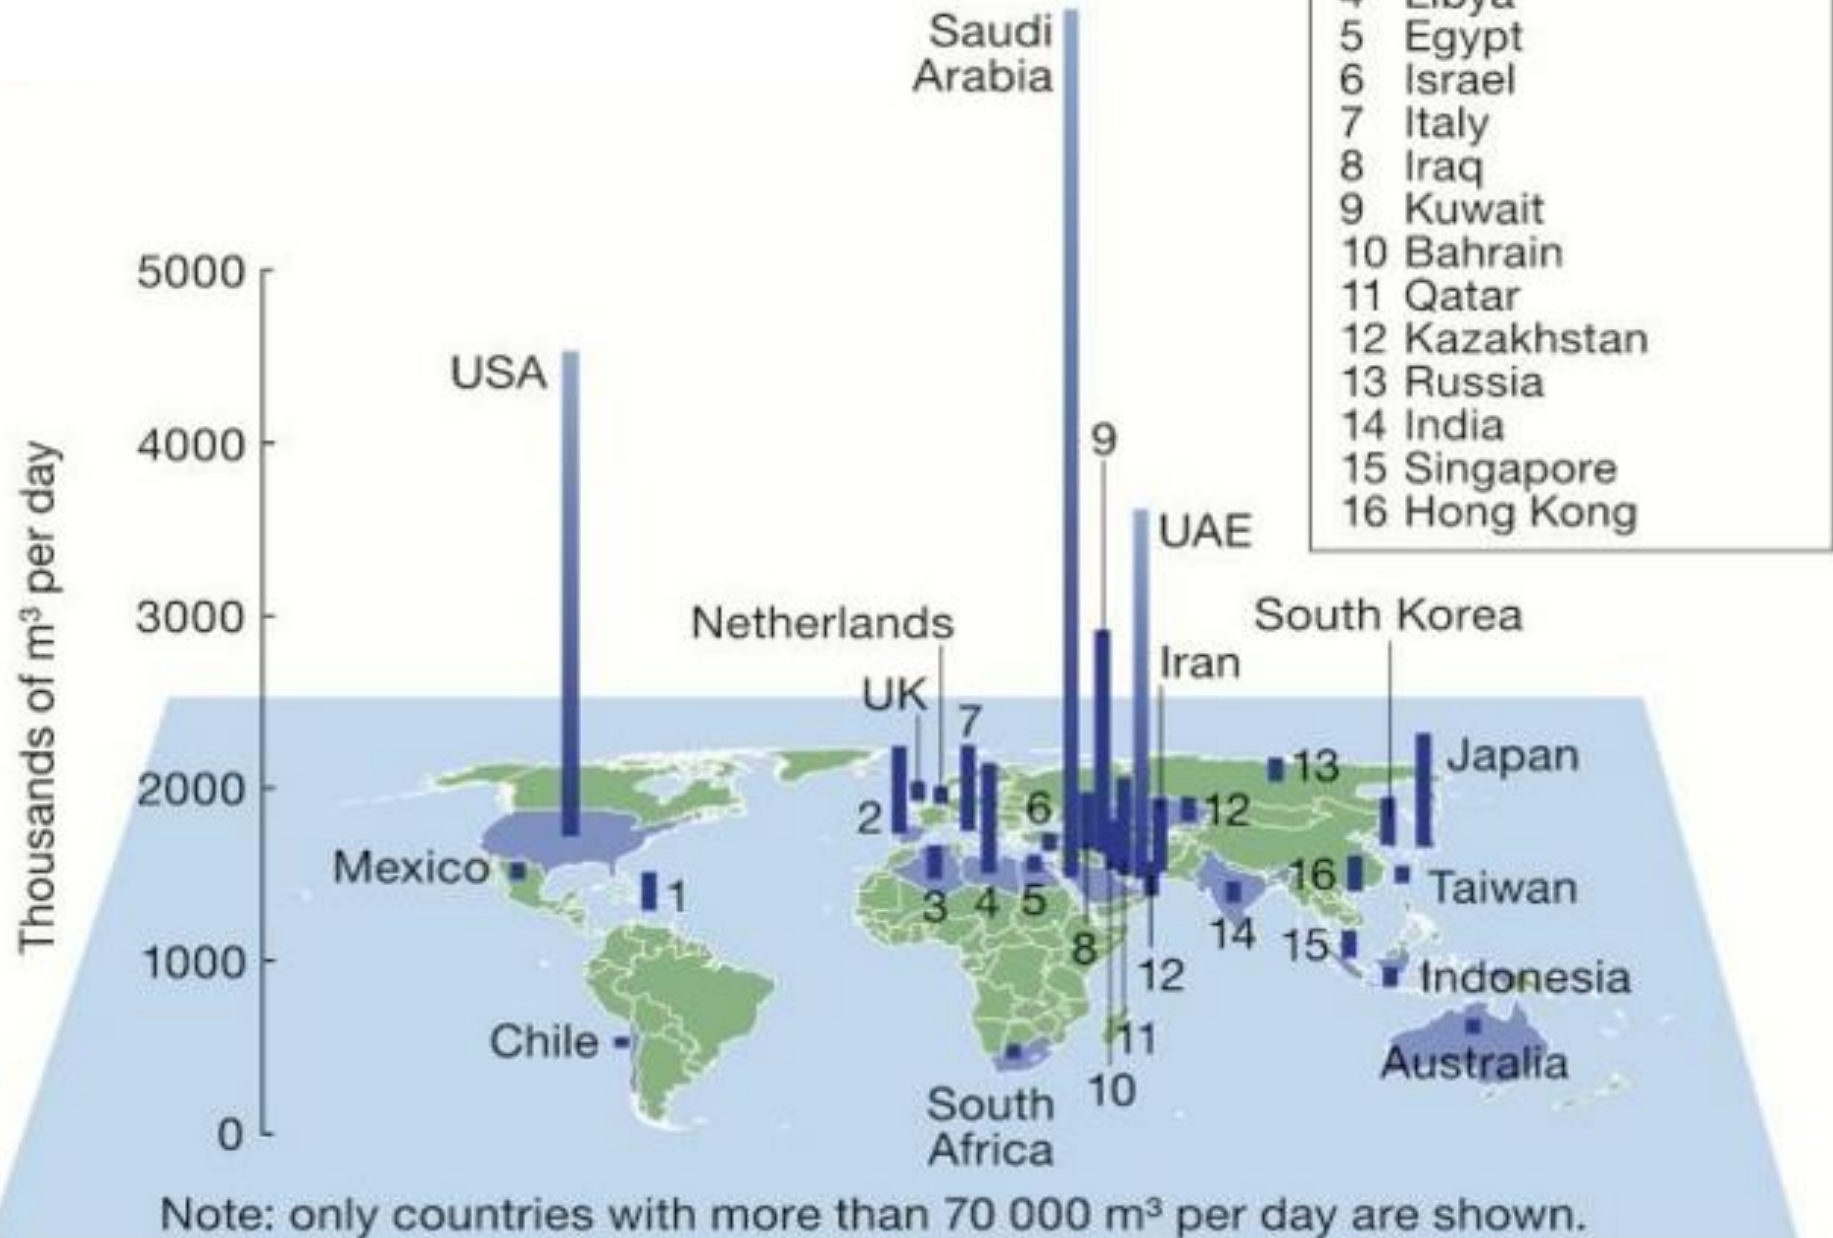 Saudi
Arabia
4 Libya
5 Egypt
6 Israel
7 Italy
8 Iraq
9 Kuwait
10 Bahrain
11 Qatar
12 Kazakhstan
13 Russia
14 India
15 Singapore
16 Hong Kong
Thousands of m³ per day
5000
4000
3000
2000
1000
0
USA
9
UAE
Netherlands
South Korea
UK
Iran
7
Japan
13
2
6
12
Mexico
1
3
4
5
16
Taiwan
8
14
15
12
Indonesia
Chile
11
Australia
10
South
Africa
Note: only countries with more than 70 000 m³ per day are shown.